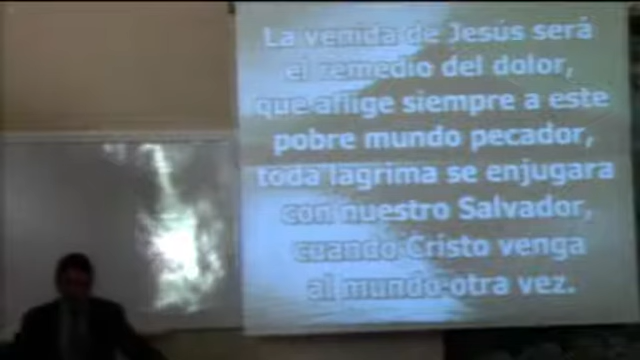 La venida de Jesús será
el remedio del dolor,
que aflige siempre a este
pobre mundo pecador,
toda lagrima se enjugara
con nuestro Salvador,
cuando Cristo venga
al mundo otra vez.